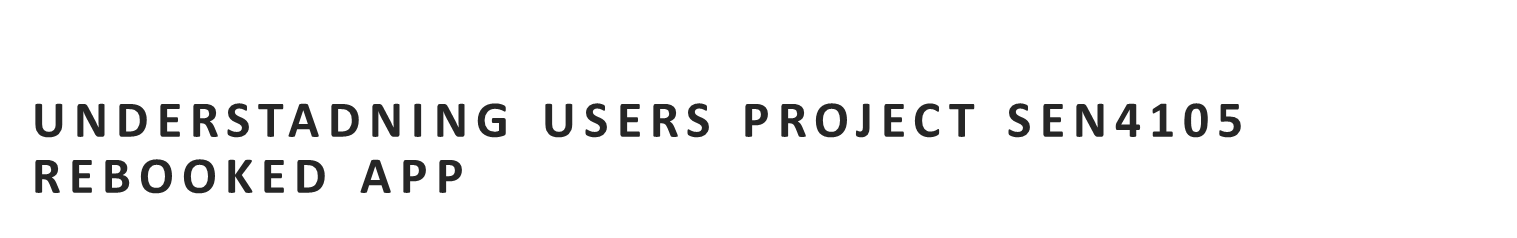 UNDERSTADNING USERS PROJECT SEN4105
REBOOKED APP